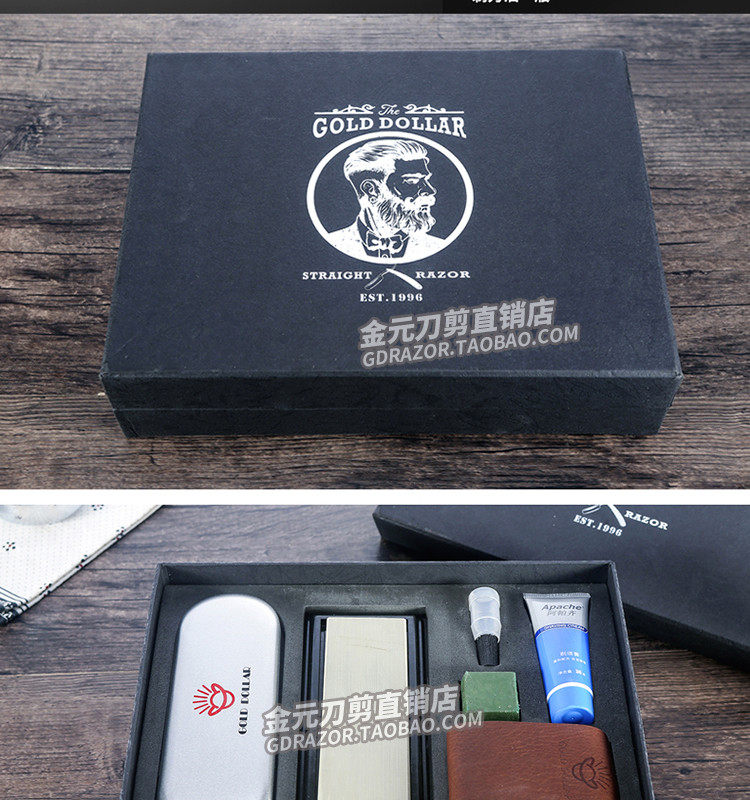 The
GOLD DOLLAR
STRAIGHT RAZOR
EST.1996
金元刀剪直销店
GDRAZOR.TAOBAO.COM
RAZOR
EST.1996
Apache
阿帕齐
GOLD DOLLAR
金元刀剪直销店
GDRAZOR.TAOBAO.COM